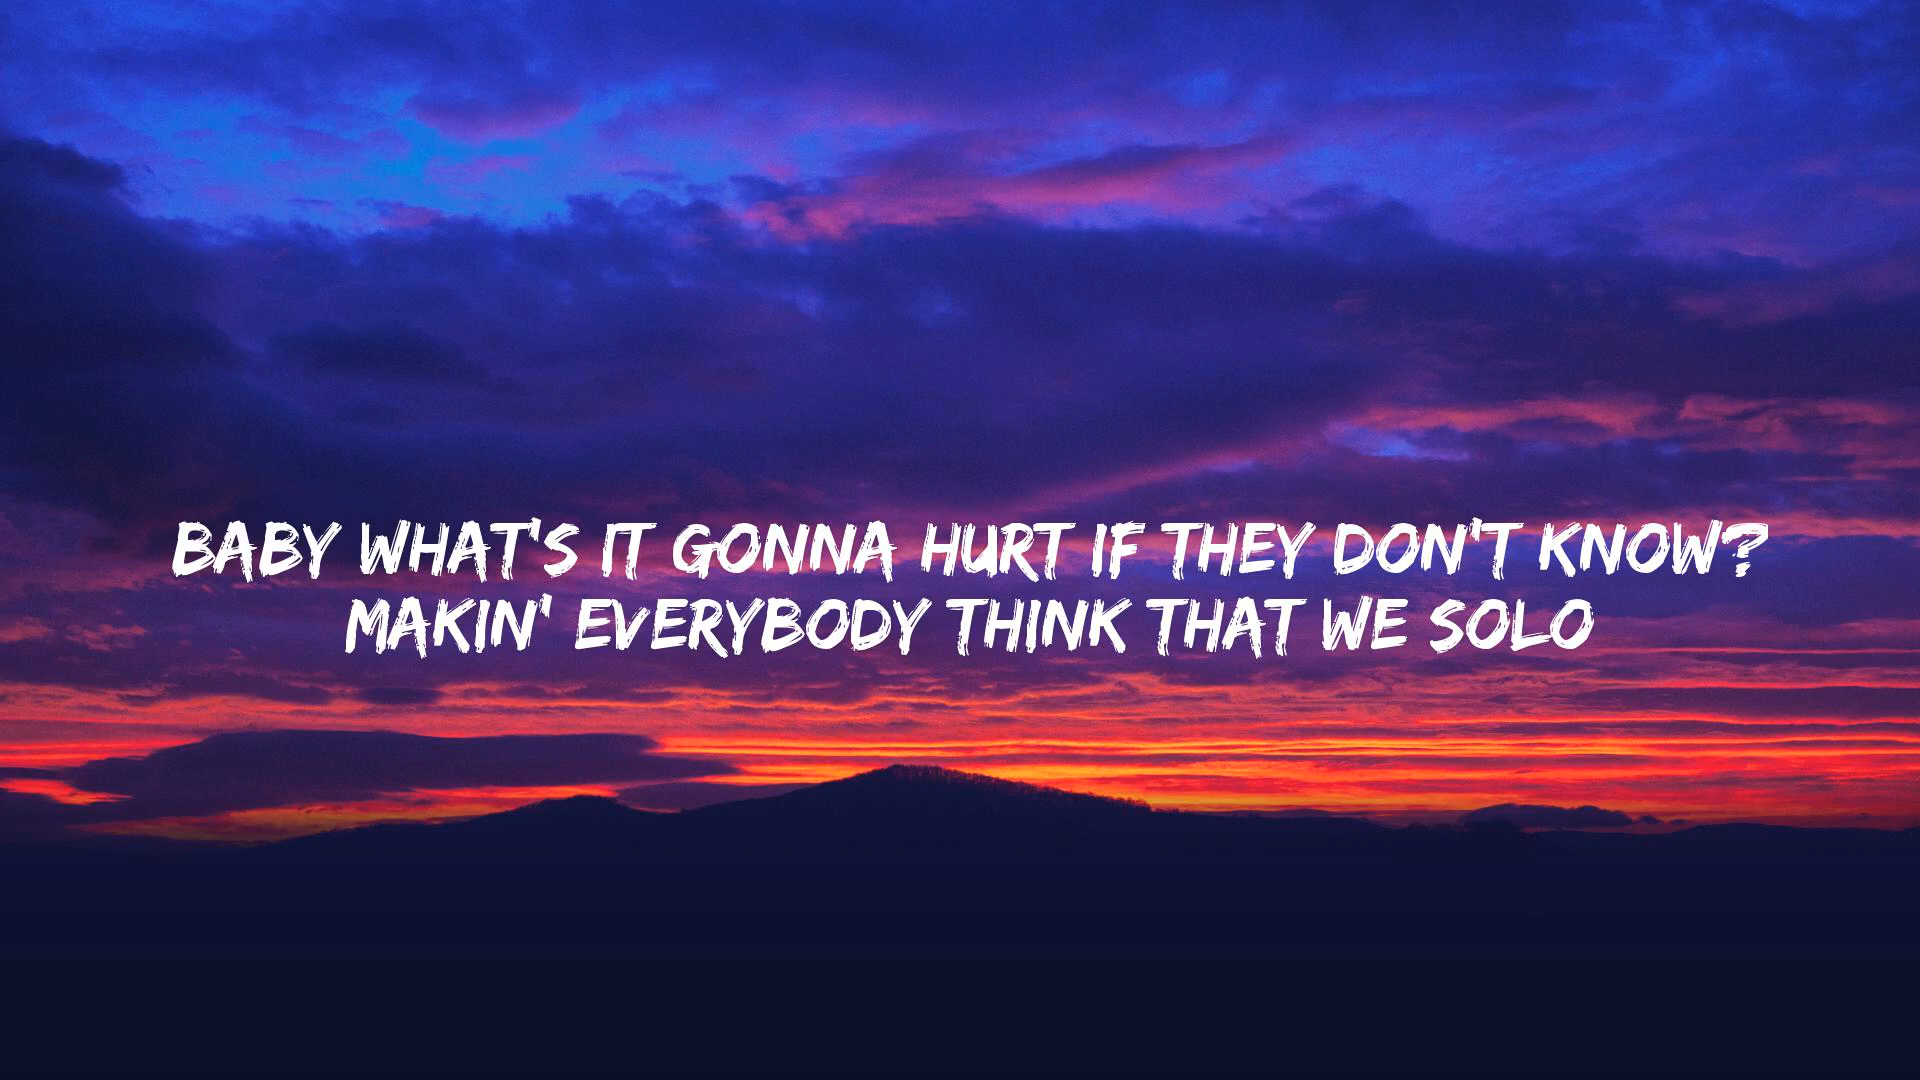 BABY WHAT'S IT GONNA HURT IF THEY DON'T KNOW?
MAKIN' EVERYBODY THINK THAT WE SOLO